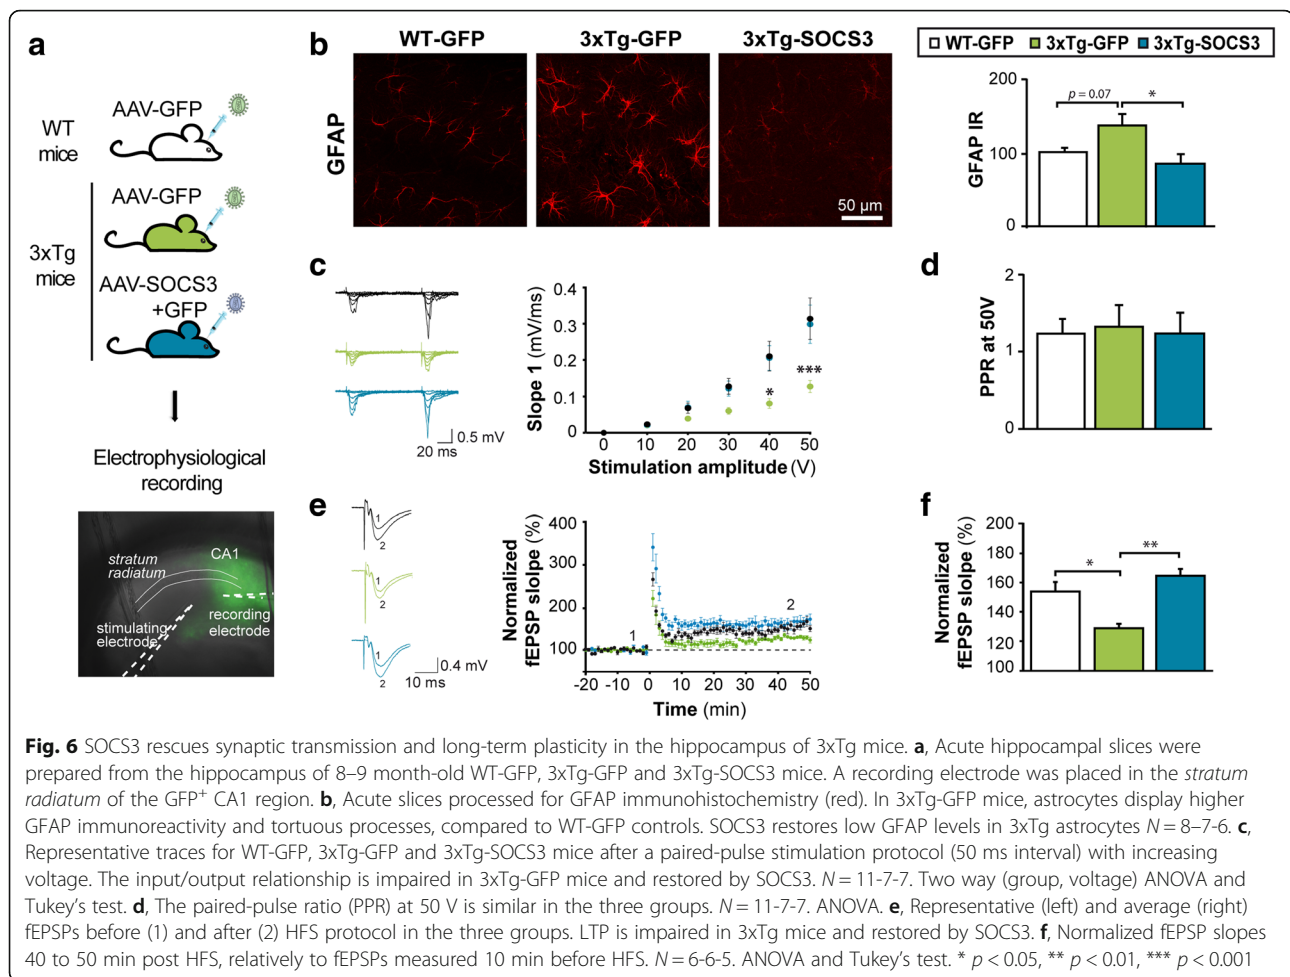 a
AAV-GFP
WT
mice
AAV-GFP
3xTg
mice
AAV-SOCS3
+GFP
Electrophysiological
recording
CA1
stratum
radiatum
recording
electrode
stimulating
electrode
b
WT-GFP
3xTg-GFP
3xTg-SOCS3
GFAP
50 µm
WT-GFP
3xTg-GFP
3xTg-SOCS3
200
p = 0.07
*
100
0
GFAP IR
c
0.5 mV
20 ms
0.4
0.3
0.2
0.1
0
Slope 1 (mV/ms)
*
***
0
10
20
30
40
50
Stimulation amplitude (V)
d
2
1
0
PPR at 50V
e
1
2
1
2
1
2
0.4 mV
10 ms
400
300
200
100
Normalized
fEPSP slolpe (%)
1
2
-20
-10
0
10
20
30
40
50
Time (min)
f
180
160
140
120
100
Normalized
fEPSP slolpe (%)
*
**
Fig. 6 SOCS3 rescues synaptic transmission and long-term plasticity in the hippocampus of 3xTg mice. a, Acute hippocampal slices were
prepared from the hippocampus of 8–9 month-old WT-GFP, 3xTg-GFP and 3xTg-SOCS3 mice. A recording electrode was placed in the stratum
radiatum of the GFP⁺ CA1 region. b, Acute slices processed for GFAP immunohistochemistry (red). In 3xTg-GFP mice, astrocytes display higher
GFAP immunoreactivity and tortuous processes, compared to WT-GFP controls. SOCS3 restores low GFAP levels in 3xTg astrocytes N = 8–7-6. c,
Representative traces for WT-GFP, 3xTg-GFP and 3xTg-SOCS3 mice after a paired-pulse stimulation protocol (50 ms interval) with increasing
voltage. The input/output relationship is impaired in 3xTg-GFP mice and restored by SOCS3. N = 11-7-7. Two way (group, voltage) ANOVA and
Tukey's test. d, The paired-pulse ratio (PPR) at 50 V is similar in the three groups. N = 11-7-7. ANOVA. e, Representative (left) and average (right)
fEPSPs before (1) and after (2) HFS protocol in the three groups. LTP is impaired in 3xTg mice and restored by SOCS3. f, Normalized fEPSP slopes
40 to 50 min post HFS, relatively to fEPSPs measured 10 min before HFS. N = 6-6-5. ANOVA and Tukey's test. * p < 0.05, ** p < 0.01, *** p < 0.001